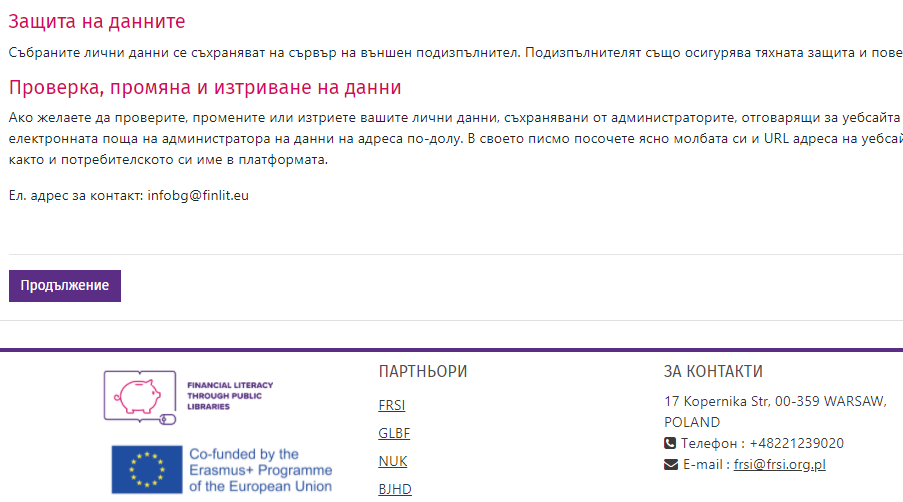 Защита на данните
Събраните лични данни се съхраняват на сървър на външен подизпълнител. Подизпълнителят също осигурява тяхната защита и пове
Проверка, промяна и изтриване на данни
Ако желаете да проверите, промените или изтриете вашите лични данни, съхранявани от администраторите, отговарящи за уебсайта
електронната поща на администратора на данни на адреса по-долу. В своето писмо посочете ясно молбата си и URL адреса на уебсай
както и потребителското си име в платформата.
Ел. адрес за контакт: infobg@finlit.eu
Продължение
FINANCIAL LITERACY
THROUGH PUBLIC
LIBRARIES
Co-funded by the
Erasmus+ Programme
of the European Union
ПАРТНЬОРИ
FRSI
GLBF
NUK
BJHD
ЗА КОНТАКТИ
17 Kopernika Str, 00-359 WARSAW,
POLAND
Телефон : +48221239020
E-mail : frsi@frsi.org.pl